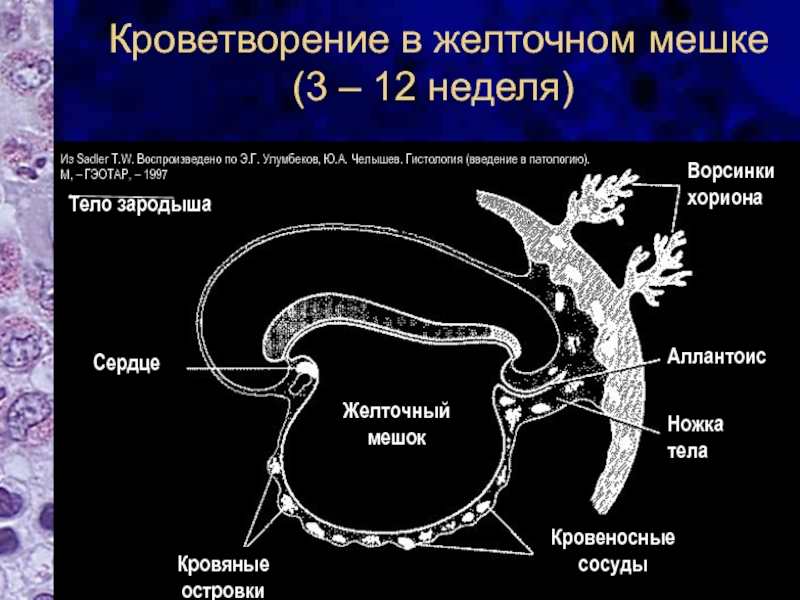 Кроветворение в желточном мешке
(3 – 12 неделя)
Из Sadler T.W. Воспроизведено по Э.Г. Улумбеков, Ю.А. Челышев. Гистология (введение в патологию).
М, – ГЭОТАР, – 1997
Тело зародыша
Ворсинки
хориона
Сердце
Аллантоис
Желточный
мешок
Ножка
тела
Кровеносные
сосуды
Кровяные
островки